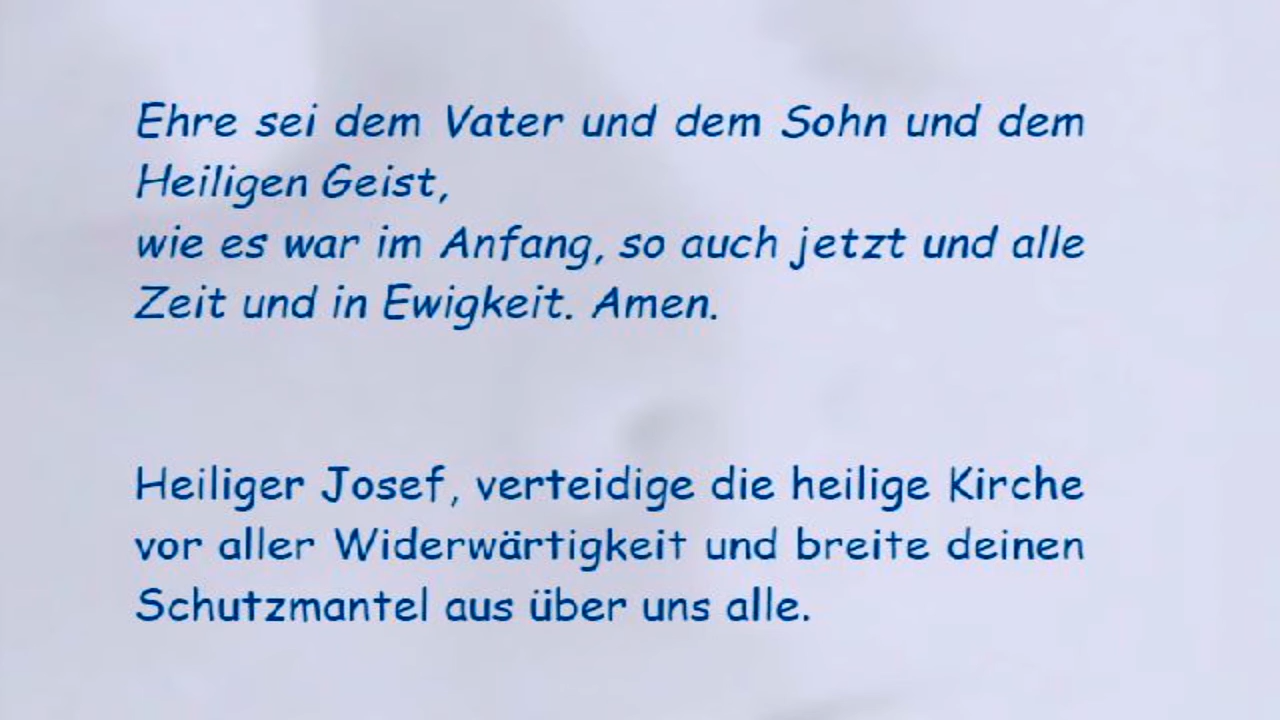 Ehre sei dem Vater und dem Sohn und dem
Heiligen Geist,
wie es war im Anfang, so auch jetzt und alle
Zeit und in Ewigkeit. Amen.
Heiliger Josef, verteidige die heilige Kirche
vor aller Widerwärtigkeit und breite deinen
Schutzmantel aus über uns alle.